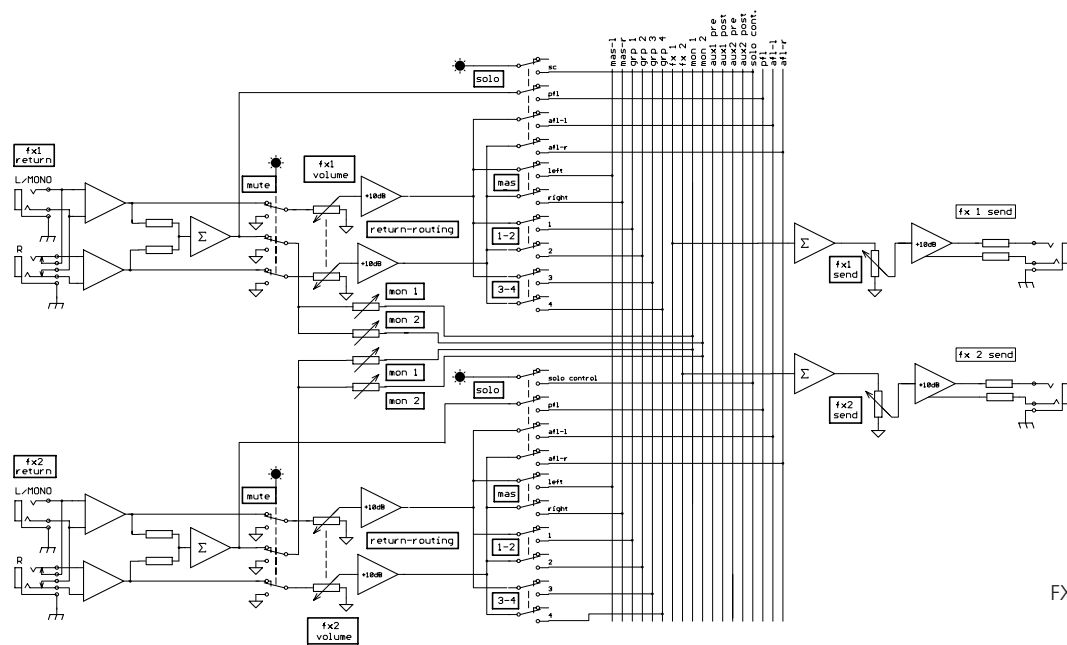 mas-l
mas-r
grp 1
grp 2
grp 3
grp 4
fx 1
fx 2
mon 1
mon 2
aux1 pre
aux1 post
aux2 pre
aux2 post
solo cont.
pfl
afl-l
afl-r
solo
sc
pfl
afl-l
afl-r
fx1
return
L/MONO
R
mute
fx1
volume
+10dB
Σ
return-routing
+10dB
mas
left
right
1-2
1
2
3-4
3
4
mon 1
mon 2
mon 1
mon 2
Σ
fx1
send
+10dB
fx 1 send
Σ
fx2
send
+10dB
fx 2 send
solo
solo control
pfl
afl-l
afl-r
fx2
return
L/MONO
R
mute
Σ
+10dB
return-routing
+10dB
fx2
volume
mas
left
right
1-2
1
2
3-4
3
4
FX